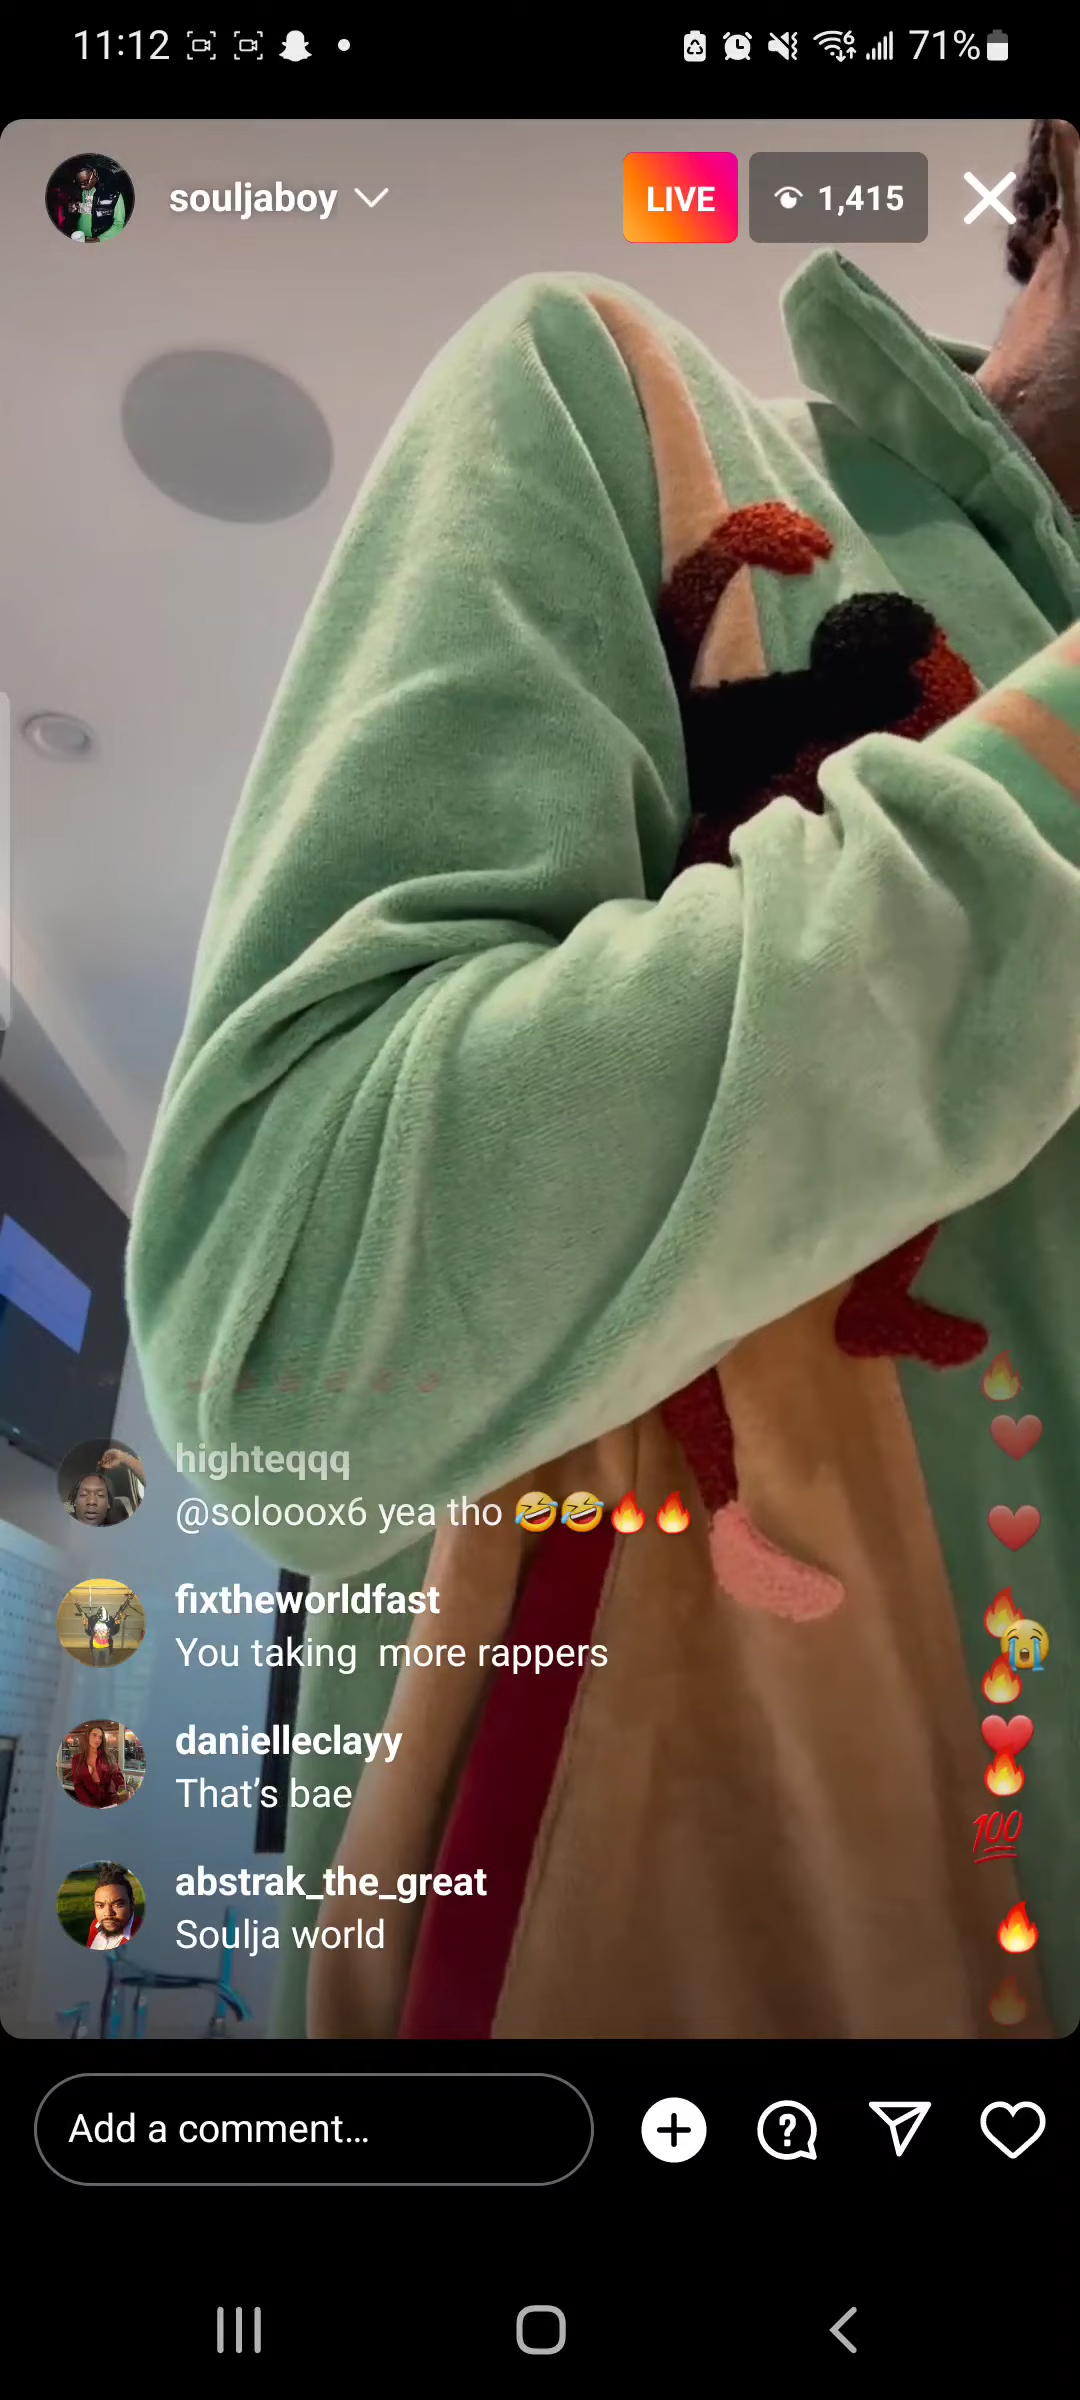 11:12
71%
souljaboy
LIVE
1,415
highteqqq
@solooox6 yea tho 🤣🤣🔥🔥
fixtheworldfast
You taking  more rappers
danielleclayy
That’s bae
abstrak_the_great
Soulja world
💯
Add a comment...